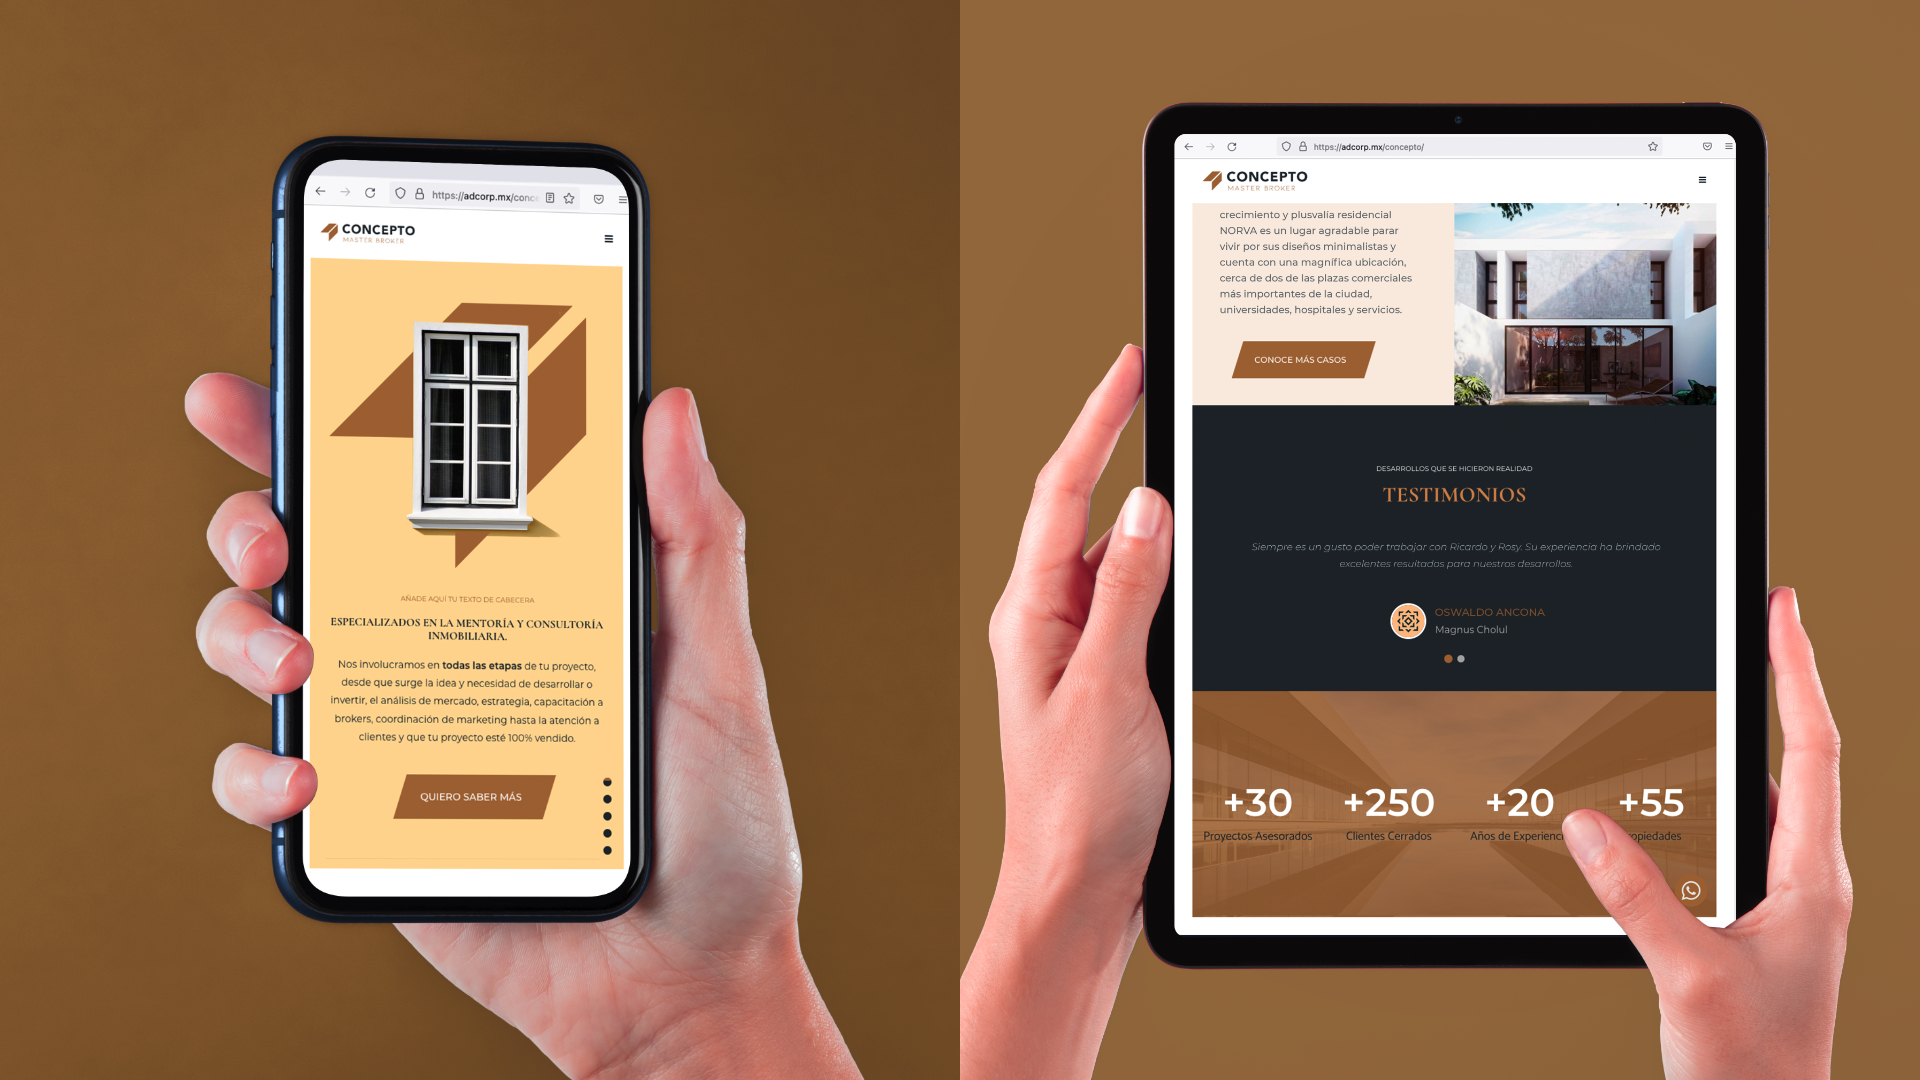 https://adcorp.mx/conce
CONCEPTO
MASTER BROKER
AÑADE AQUÍ TU TEXTO DE CABECERA
ESPECIALIZADOS EN LA MENTORÍA Y CONSULTORÍA
INMOBILIARIA.
Nos involucramos en todas las etapas de tu proyecto,
desde que surge la idea y necesidad de desarrollar o
invertir, el análisis de mercado, estrategia, capacitación a
brokers, coordinación de marketing hasta la atención a
clientes y que tu proyecto esté 100% vendido.
QUIERO SABER MÁS
https://adcorp.mx/concepto/
CONCEPTO
MASTER BROKER
crecimiento y plusvalía residencial
NORVA es un lugar agradable parar
vivir por sus diseños minimalistas y
cuenta con una magnífica ubicación,
cerca de dos de las plazas comerciales
más importantes de la ciudad,
universidades, hospitales y servicios.
CONOCE MÁS CASOS
DESARROLLOS QUE SE HICIERON REALIDAD
TESTIMONIOS
Siempre es un gusto poder trabajar con Ricardo y Rosy. Su experiencia ha brindado
excelentes resultados para nuestros desarrollos.
OSWALDO ANCONA
Magnus Cholul
+30 +250 +20 +55
Proyectos Asesorados Clientes Cerrados Años de Experienci opiedades